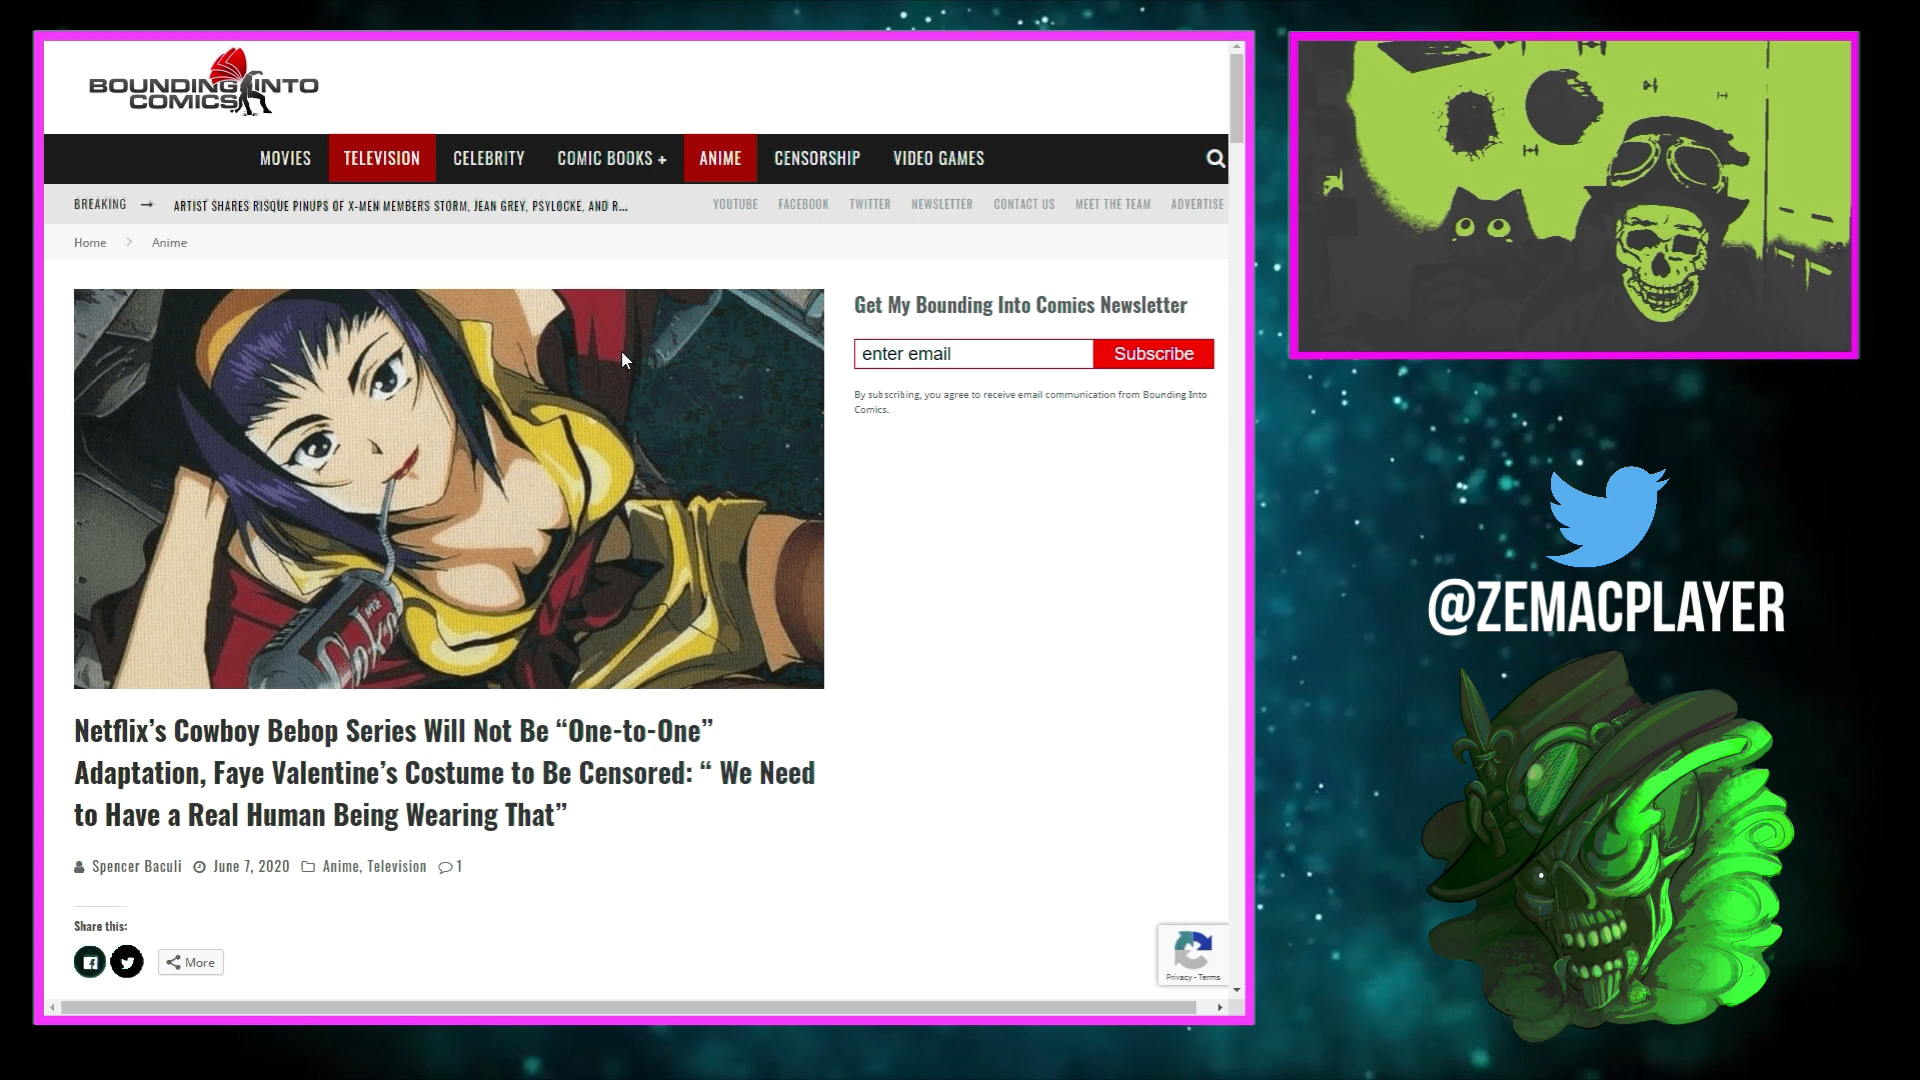 BOUNDING INTO
COMICS
MOVIES TELEVISION CELEBRITY COMIC BOOKS + ANIME CENSORSHIP VIDEO GAMES
BREAKING → ARTIST SHARES RISQUE PINUPS OF X-MEN MEMBERS STORM, JEAN GREY, PSYLOCKE, AND R... YOUTUBE FACEBOOK TWITTER NEWSLETTER CONTACT US MEET THE TEAM ADVERTISE
Home > Anime
Get My Bounding Into Comics Newsletter
enter email Subscribe
By subscribing, you agree to receive email communication from Bounding Into
Comics.
Netflix’s Cowboy Bebop Series Will Not Be “One-to-One”
Adaptation, Faye Valentine’s Costume to Be Censored: “ We Need
to Have a Real Human Being Wearing That”
Spencer Baculi June 7, 2020 Anime, Television 1
Share this:
More
Privacy - Terms
@ZEMACPLAYER